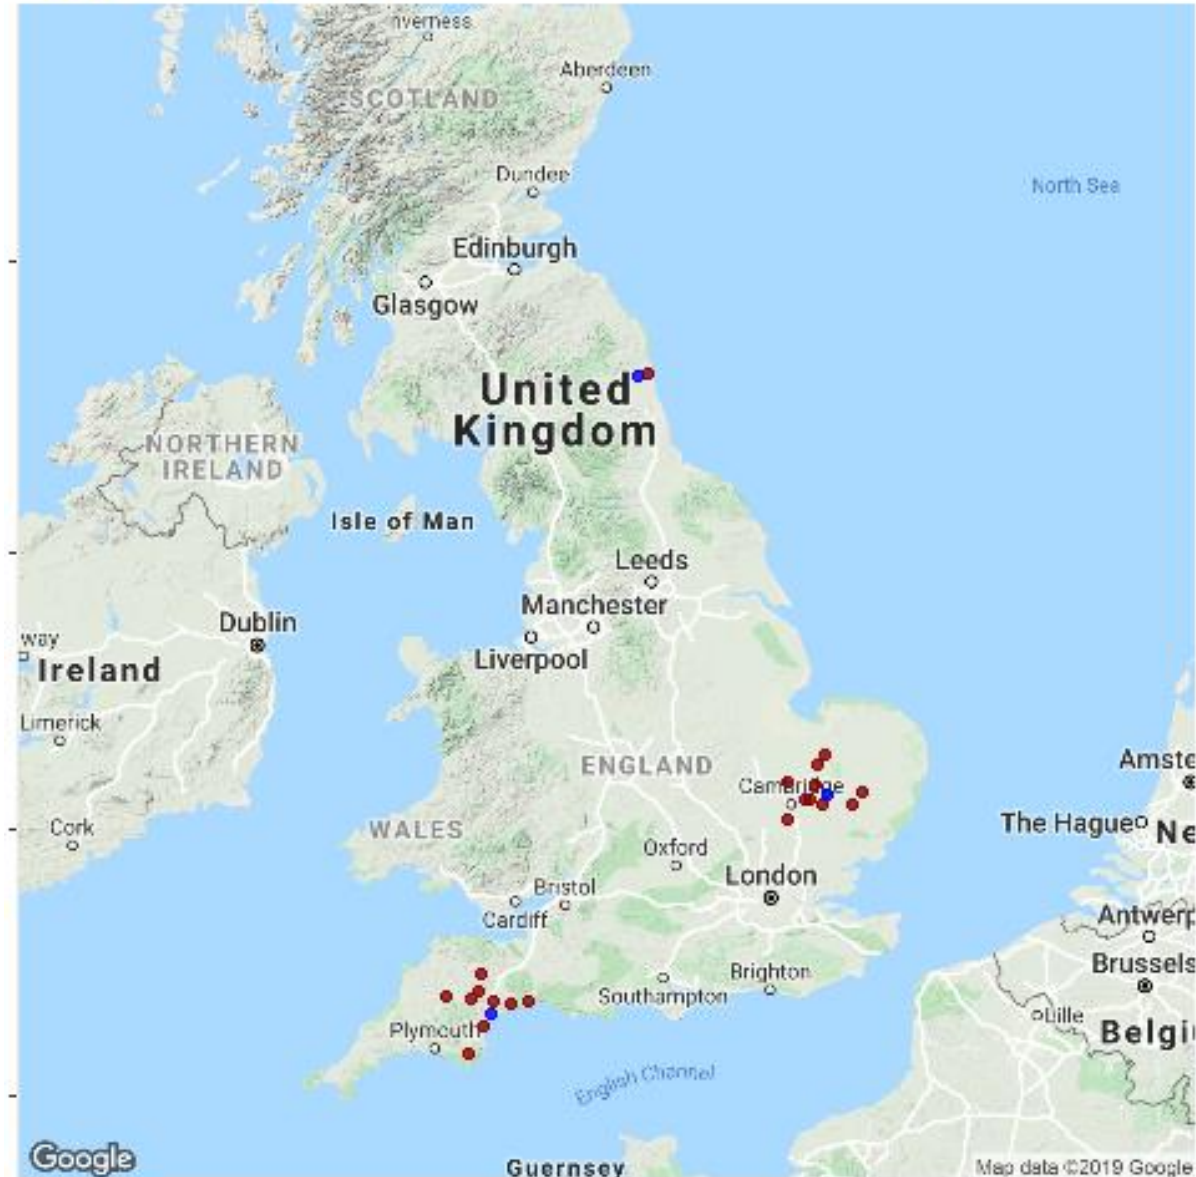 nverness
Aberdeen
SCOTLAND
Dundee
North Sea
Edinburgh
Glasgow
United
Kingdom
NORTHERN
IRELAND
Isle of Man
Leeds
Manchester
Dublin
way
Liverpool
Ireland
Limerick
Amste
ENGLAND
Cambridge
Cork
WALES
The Hague
Ne
Oxford
London
Bristol
Cardiff
Antwerp
Brussels
Brighton
Southampton
Plymouth
Lille
Belgi
English Channel
Google
Guernsey
Map data ©2019 Google